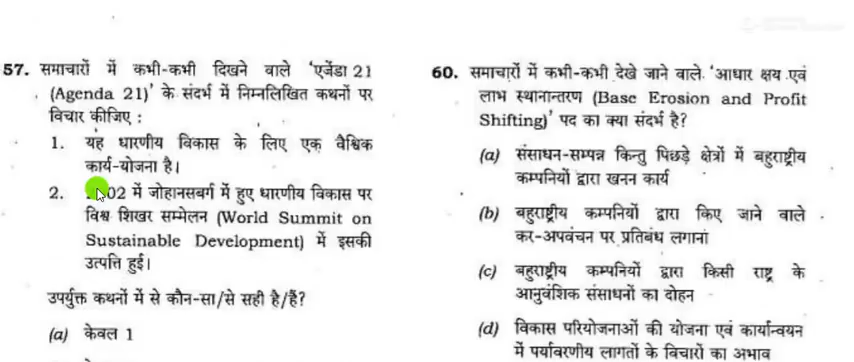 57. समाचारों में कभी-कभी दिखने वाले 'एजेंडा 21
(Agenda 21)' के संदर्भ में निम्नलिखित कथनों पर
विचार कीजिए :
1. यह धारणीय विकास के लिए एक वैश्विक
कार्य-योजना है।
2. 02 में जोहानसबर्ग में हुए धारणीय विकास पर
विश्व शिखर सम्मेलन (World Summit on
Sustainable Development) में इसकी
उत्पत्ति हुई।
उपर्युक्त कथनों में से कौन-सा/से सही है/हैं?
(a) केवल 1
60. समाचारों में कभी-कभी देखे जाने वाले 'आधार क्षय एवं
लाभ स्थानान्तरण (Base Erosion and Profit
Shifting)' पद का क्या संदर्भ है?
(a) संसाधन-सम्पन्न किन्तु पिछड़े क्षेत्रों में बहुराष्ट्रीय
कम्पनियों द्वारा खनन कार्य
(b) बहुराष्ट्रीय कम्पनियों द्वारा किए जाने वाले
कर-अपवंचन पर प्रतिबंध लगाना
(c) बहुराष्ट्रीय कम्पनियों द्वारा किसी राष्ट्र के
आनुवंशिक संसाधनों का दोहन
(d) विकास परियोजनाओं की योजना एवं कार्यान्वयन
में पर्यावरणीय लागतों के विचारों का अभाव